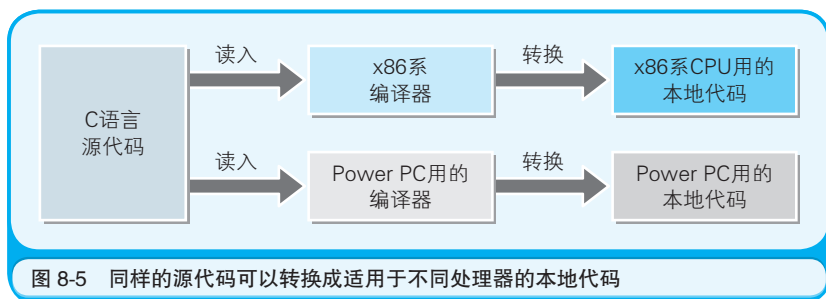 C语言
源代码
读入
x86系
编译器
转换
x86系CPU用的
本地代码
读入
Power PC用的
编译器
转换
Power PC用的
本地代码
图 8-5 同样的源代码可以转换成适用于不同处理器的本地代码